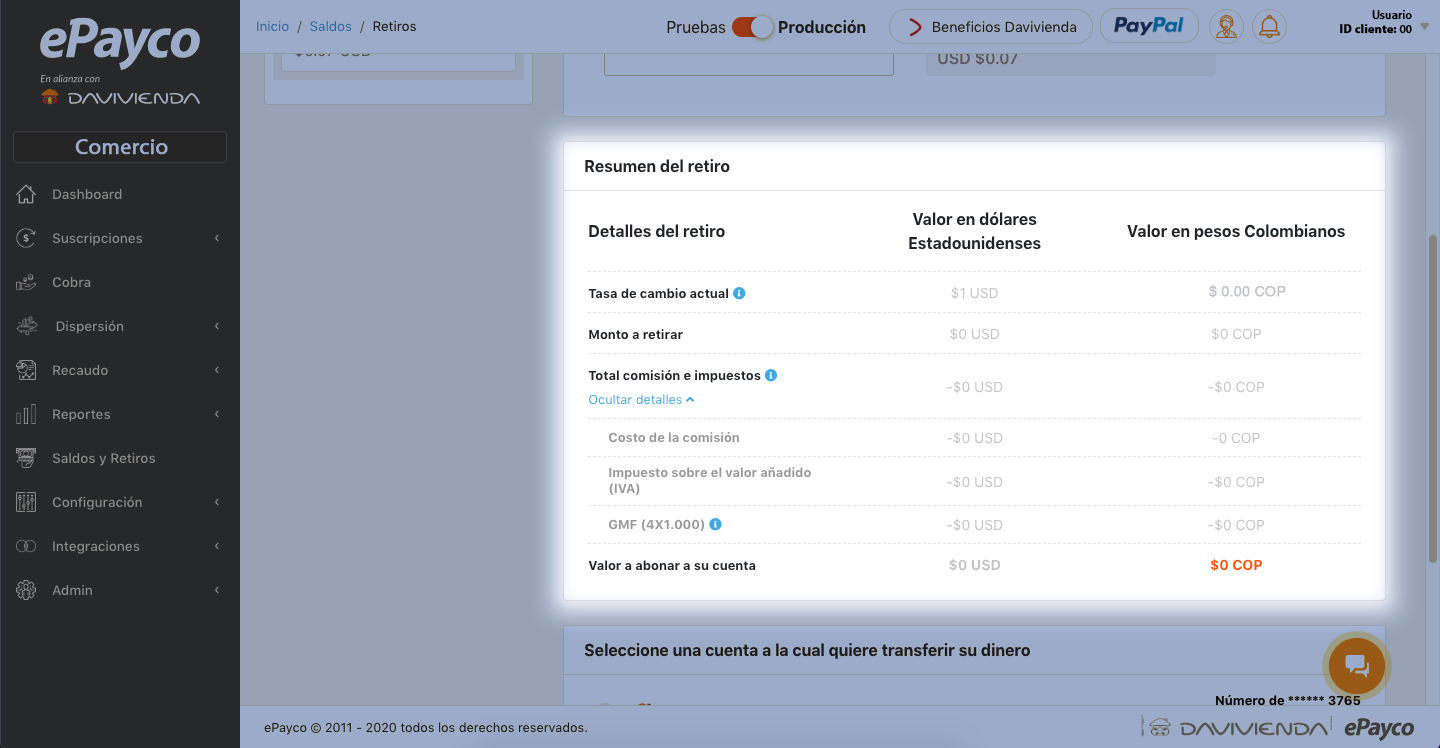 ePayco
En alianza con
DAVIVIENDA
Comercio
Dashboard
Suscripciones
Cobra
Dispersión
Recaudo
Reportes
Saldos y Retiros
Configuración
Integraciones
Admin
Inicio / Saldos / Retiros
Pruebas Producción
Beneficios Davivienda
PayPal
Usuario
ID cliente: 00
USD $0.07
Resumen del retiro
Detalles del retiro
Valor en dólares
Estadounidenses
Valor en pesos Colombianos
Tasa de cambio actual $1 USD $ 0.00 COP
Monto a retirar $0 USD $0 COP
Total comisión e impuestos -$0 USD -$0 COP
Ocultar detalles
Costo de la comisión -$0 USD -0 COP
Impuesto sobre el valor añadido
(IVA) -$0 USD -$0 COP
GMF (4X1.000) -$0 USD -$0 COP
Valor a abonar a su cuenta $0 USD $0 COP
Seleccione una cuenta a la cual quiere transferir su dinero
Número de ****** 3765
ePayco © 2011 - 2020 todos los derechos reservados.
DAVIVIENDA ePayco